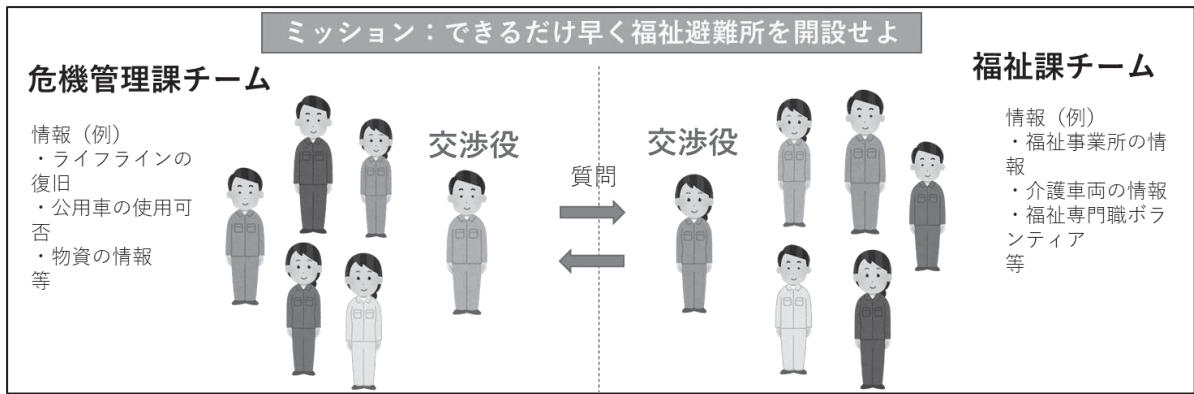 ミッション：できるだけ早く福祉避難所を開設せよ
危機管理課チーム
情報（例）
・ライフラインの
復旧
・公用車の使用可
否
・物資の情報
等
交渉役
質問
交渉役
福祉課チーム
情報（例）
・福祉事業所の情
報
・介護車両の情報
・福祉専門職ボラ
ンティア
等